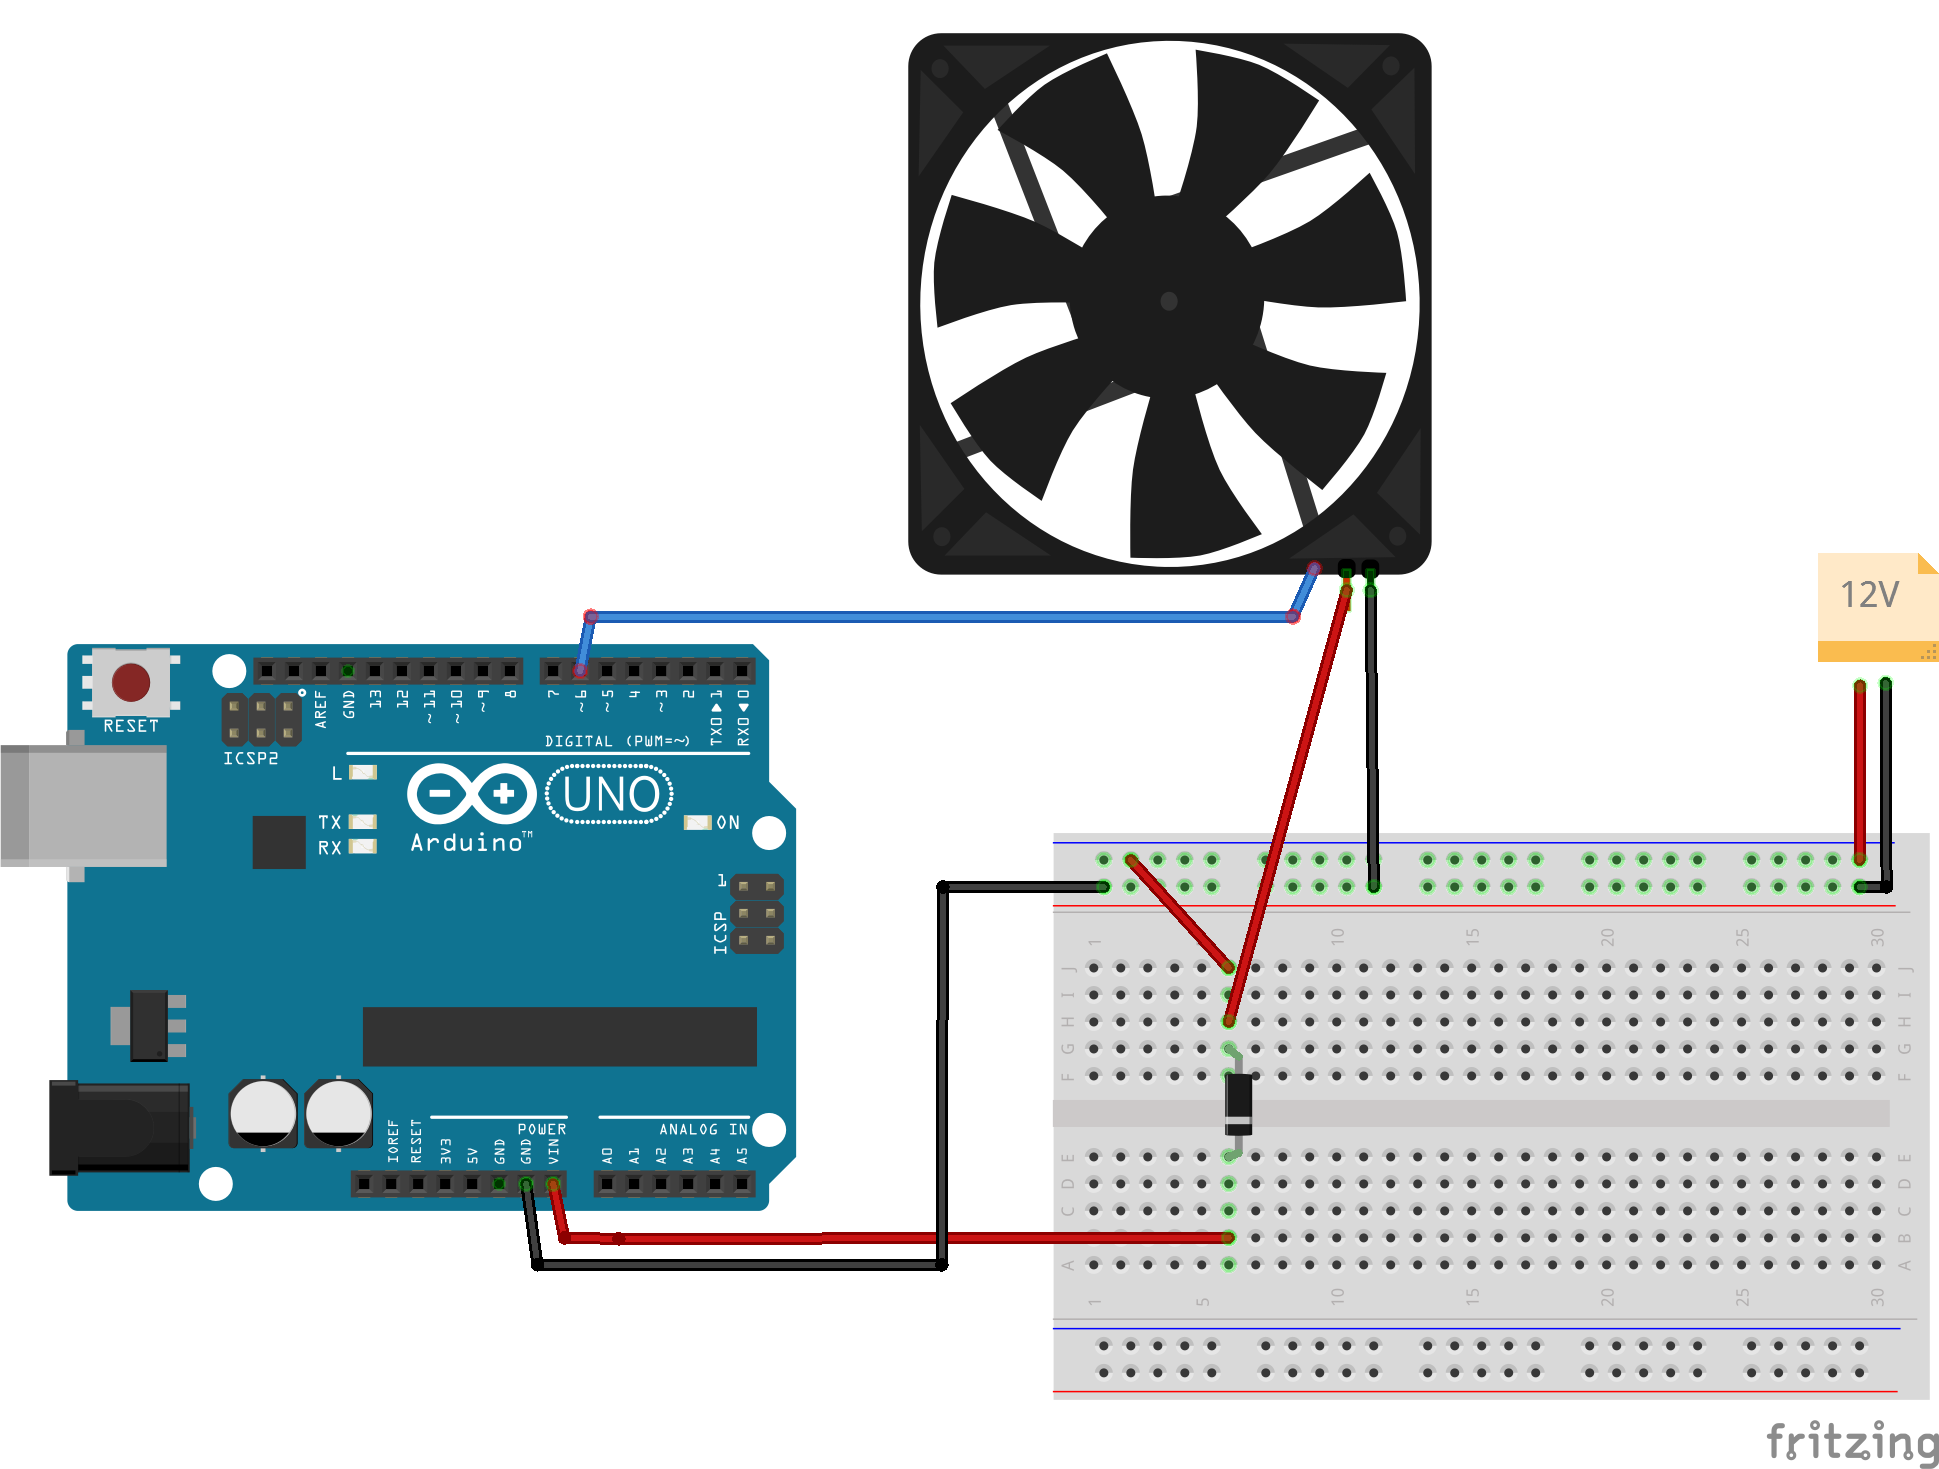 12V
RESET
ICSP2
AREF
GND
13
12
~11
~10
~9
8
7
~6
~5
4
~3
2
TX0▶1
RX0◀0
DIGITAL (PWM=~)
L
TX
RX
UNO
Arduino™
ON
1
ICSP
IOREF
RESET
3V3
5V
GND
GND
VIN
POWER
ANALOG IN
A0
A1
A2
A3
A4
A5
1 10 15 20 25 30
J J
I I
H H
G G
F F
E E
D D
C C
B B
A A
1 5 10 15 20 25 30
fritzing